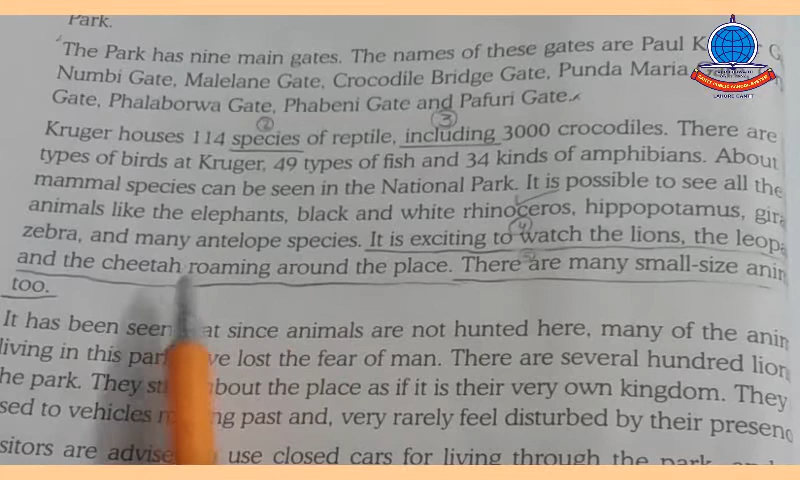 Park.
The Park has nine main gates. The names of these gates are Paul K
Numbi Gate, Malelane Gate, Crocodile Bridge Gate, Punda Maria
Gate, Phalaborwa Gate, Phabeni Gate and Pafuri Gate.
2 3
Kruger houses 114 species of reptile, including 3000 crocodiles. There are
types of birds at Kruger, 49 types of fish and 34 kinds of amphibians. About
mammal species can be seen in the National Park. It is possible to see all the
animals like the elephants, black and white rhinoceros, hippopotamus, gira
4
zebra, and many antelope species. It is exciting to watch the lions, the leopa
5
and the cheetah roaming around the place. There are many small-size anim
too.
It has been seen at since animals are not hunted here, many of the anim
living in this par ve lost the fear of man. There are several hundred lion
he park. They st about the place as if it is their very own kingdom. They
sed to vehicles r ng past and, very rarely feel disturbed by their presenc
sitors are advise use closed cars for living through the park
LAHORE CANTT